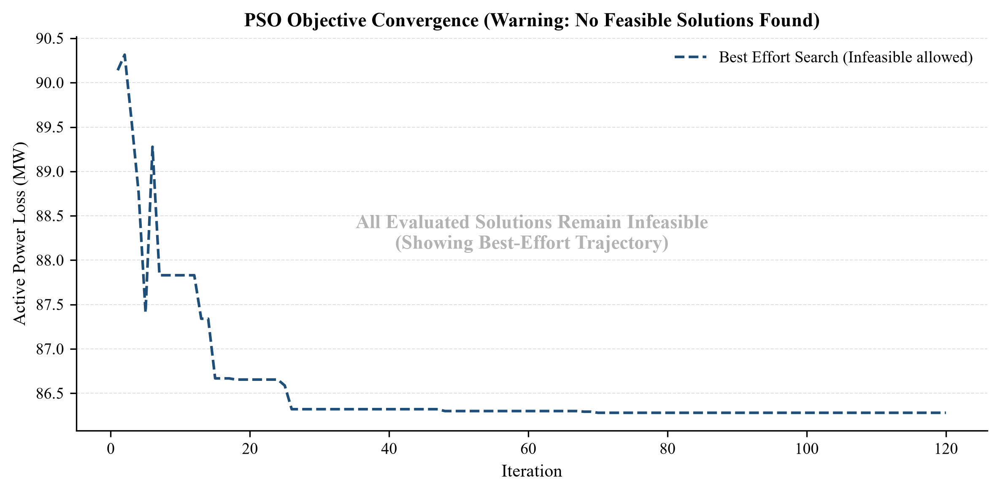 PSO Objective Convergence (Warning: No Feasible Solutions Found)
90.5
90.0
89.5
89.0
88.5
88.0
87.5
87.0
86.5
Active Power Loss (MW)
Best Effort Search (Infeasible allowed)
All Evaluated Solutions Remain Infeasible
(Showing Best-Effort Trajectory)
0 20 40 60 80 100 120
Iteration